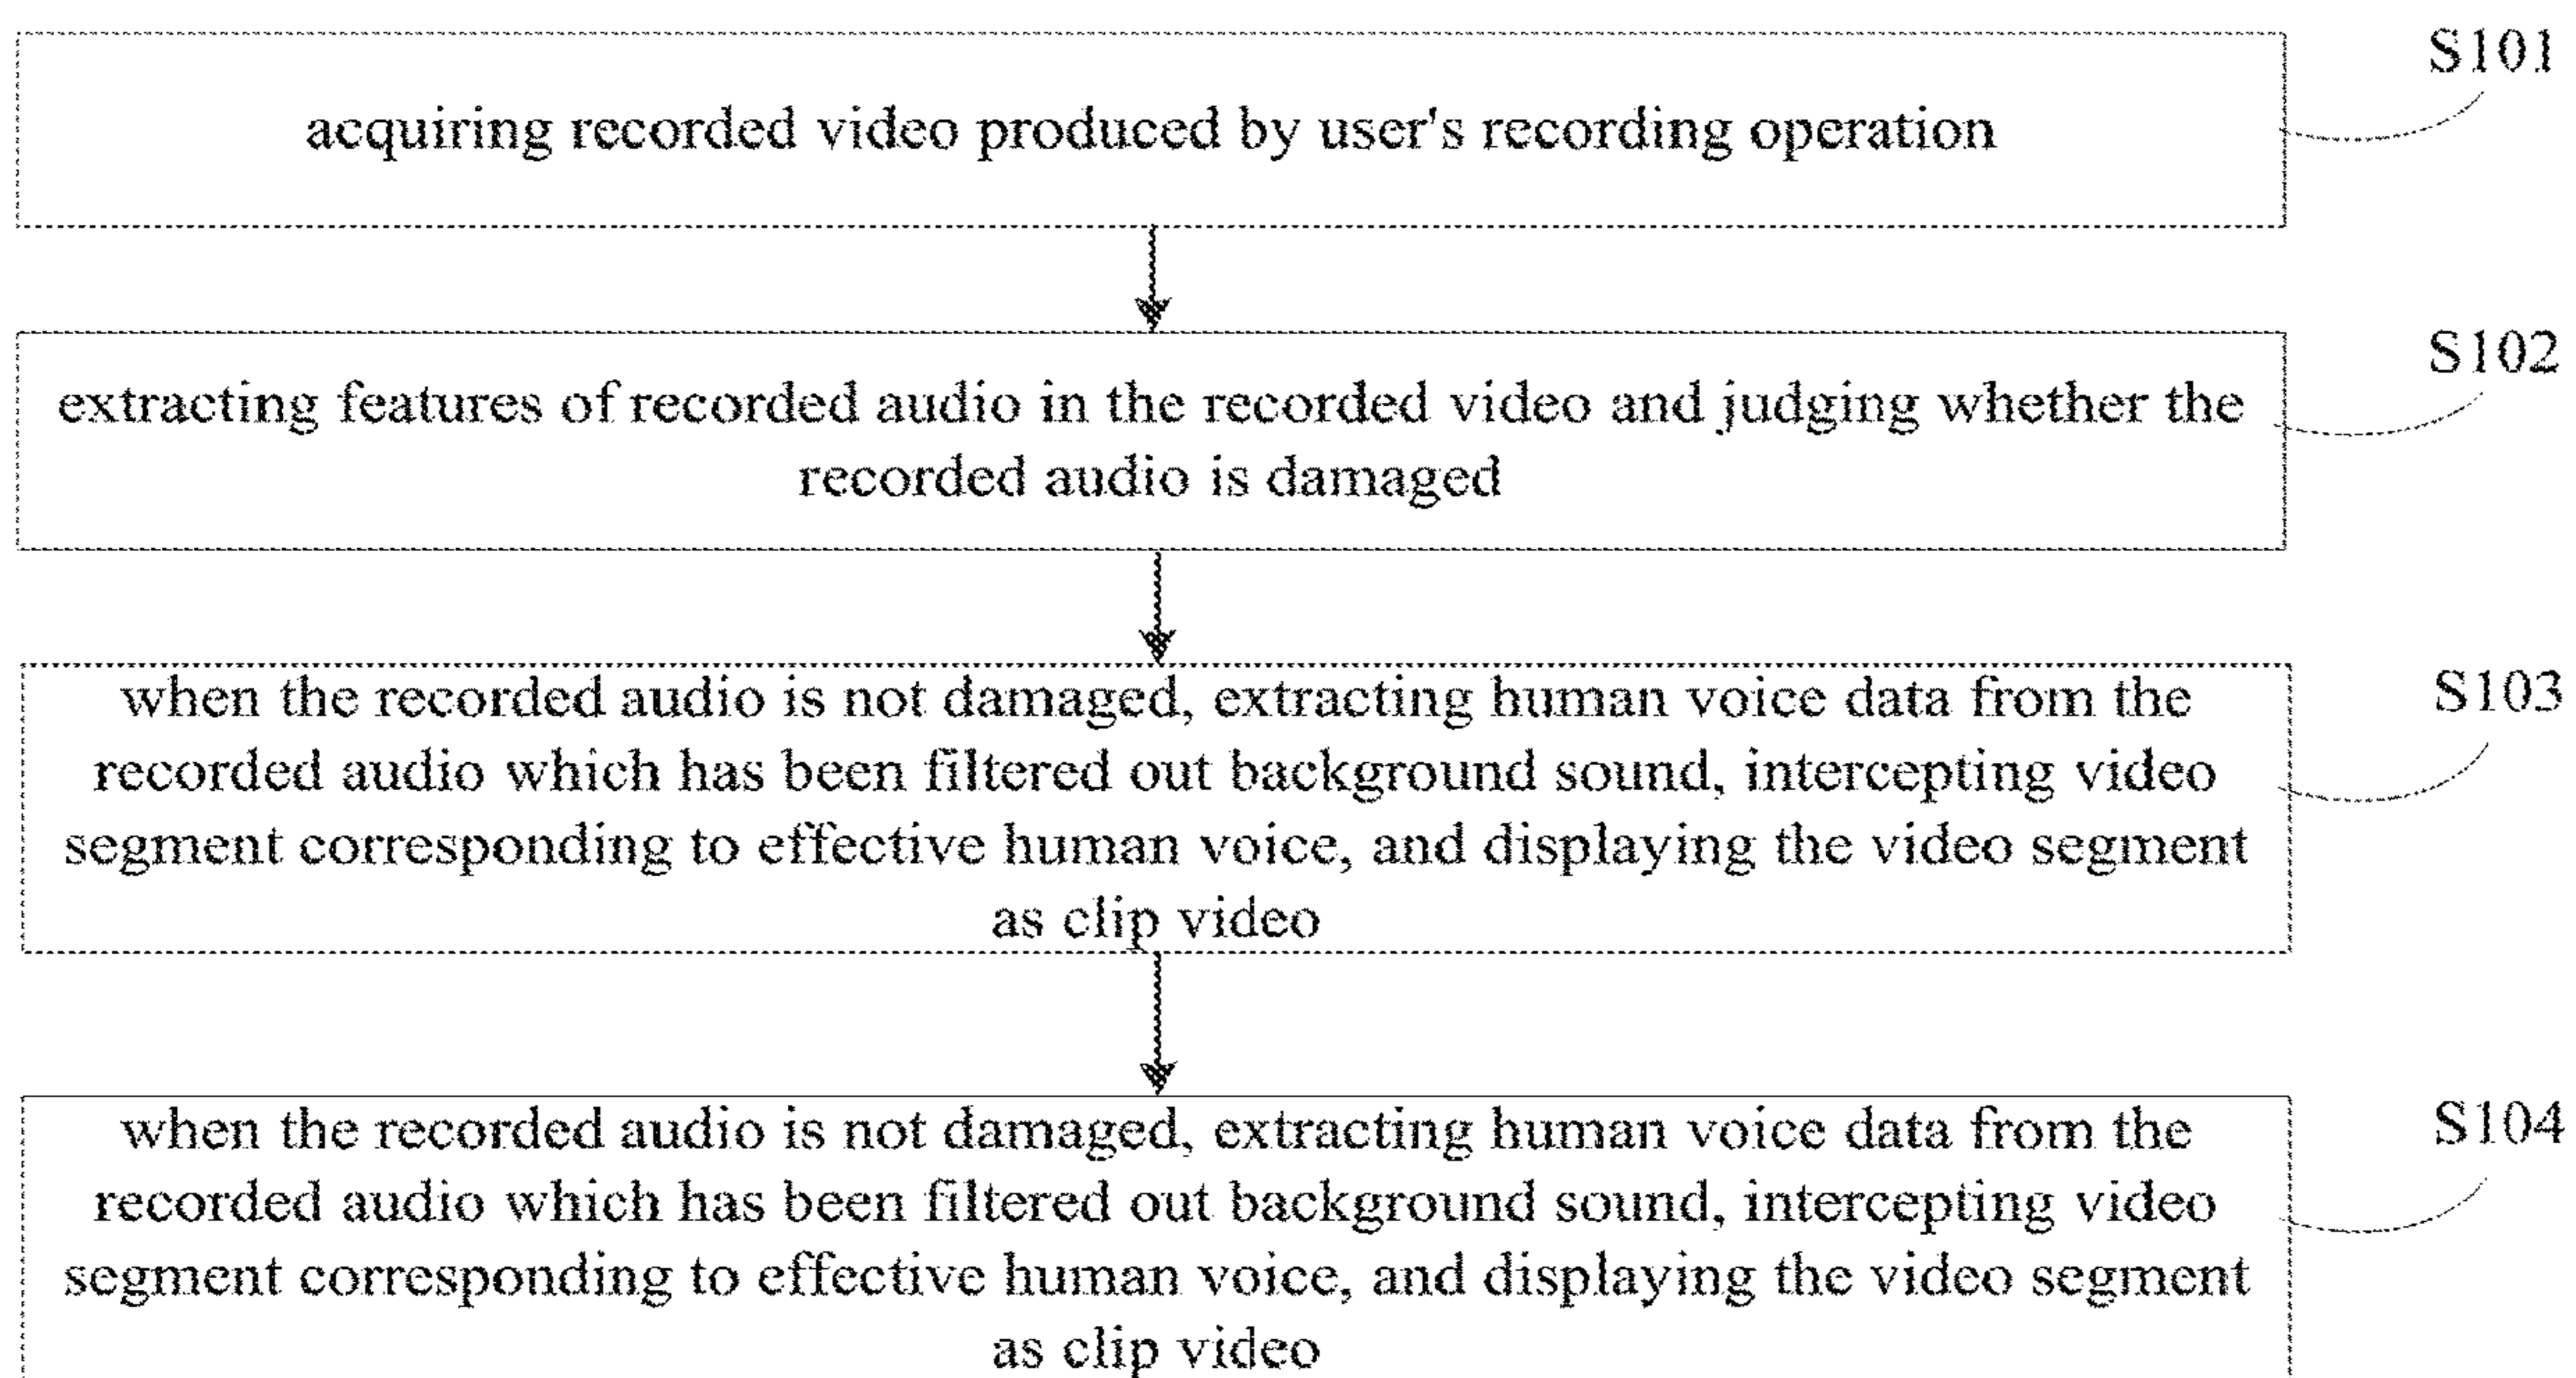 S101
acquiring recorded video produced by user's recording operation
S102
extracting features of recorded audio in the recorded video and judging whether the
recorded audio is damaged
S103
when the recorded audio is not damaged, extracting human voice data from the
recorded audio which has been filtered out background sound, intercepting video
segment corresponding to effective human voice, and displaying the video segment
as clip video
S104
when the recorded audio is not damaged, extracting human voice data from the
recorded audio which has been filtered out background sound, intercepting video
segment corresponding to effective human voice, and displaying the video segment
as clip video